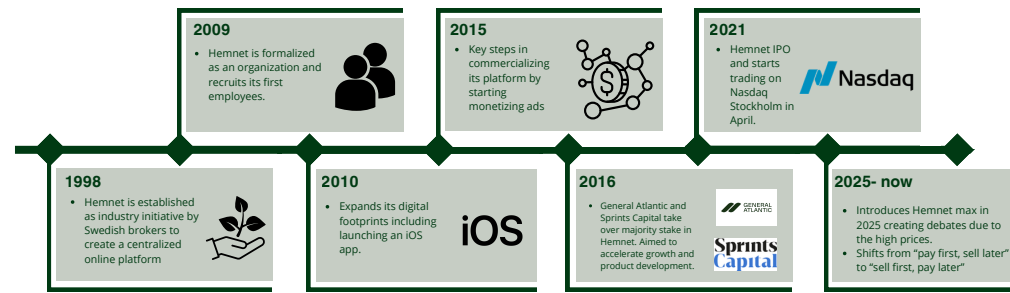 2009
• Hemnet is formalized
as an organization and
recruits its first
employees.
2015
• Key steps in
commercializing
its platform by
starting
monetizing ads
2021
• Hemnet IPO
and starts
trading on
Nasdaq
Stockholm in
April.
Nasdaq
1998
• Hemnet is established
as industry initiative by
Swedish brokers to
create a centralized
online platform
2010
• Expands its digital
footprints including
launching an iOS
app.
iOS
2016
• General Atlantic and
Sprints Capital take
over majority stake in
Hemnet. Aimed to
accelerate growth and
product development.
GENERAL
ATLANTIC
Sprints
Capital
2025- now
• Introduces Hemnet max in
2025 creating debates due to
the high prices.
• Shifts from “pay first, sell later”
to “sell first, pay later”